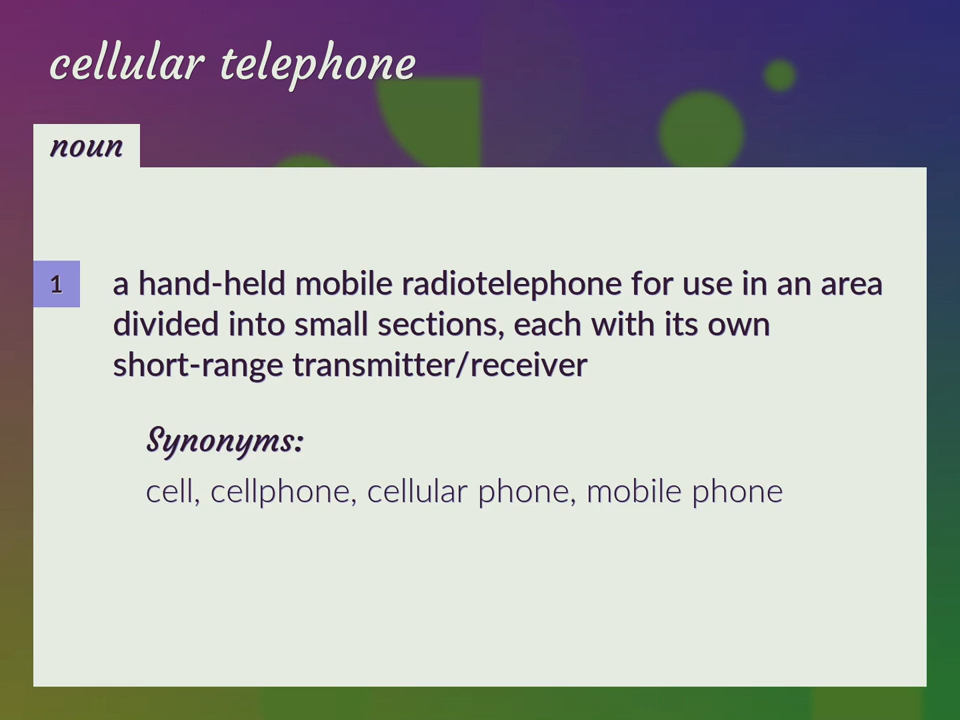 cellular telephone
noun
1
a hand-held mobile radiotelephone for use in an area
divided into small sections, each with its own
short-range transmitter/receiver
Synonyms:
cell, cellphone, cellular phone, mobile phone